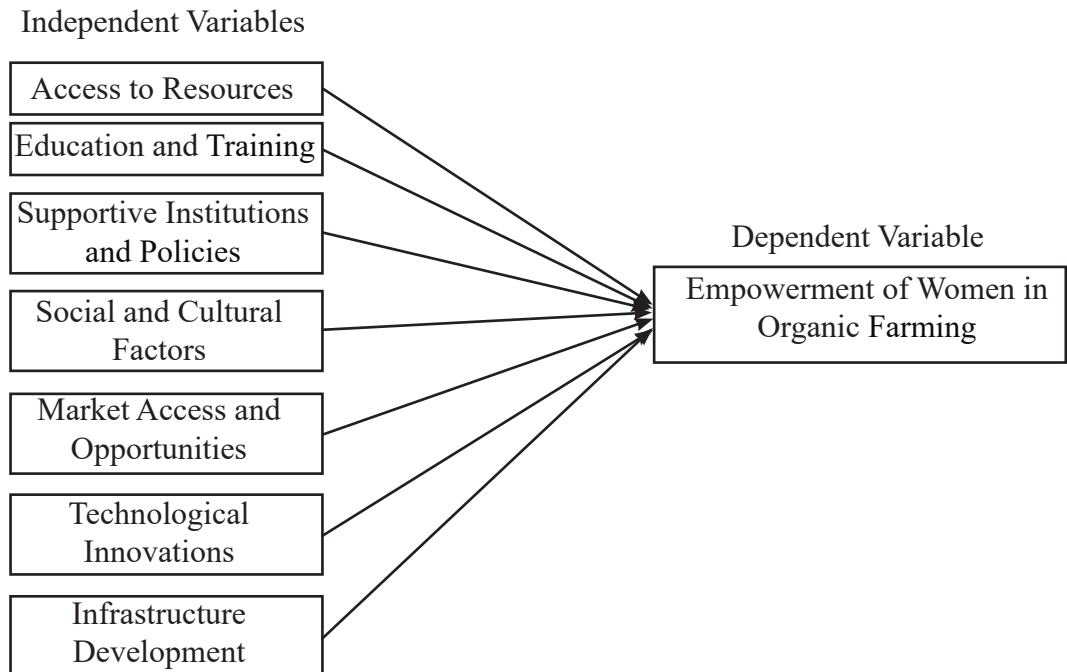 Independent Variables
Access to Resources
Education and Training
Supportive Institutions
and Policies
Social and Cultural
Factors
Market Access and
Opportunities
Technological
Innovations
Infrastructure
Development
Dependent Variable
Empowerment of Women in
Organic Farming